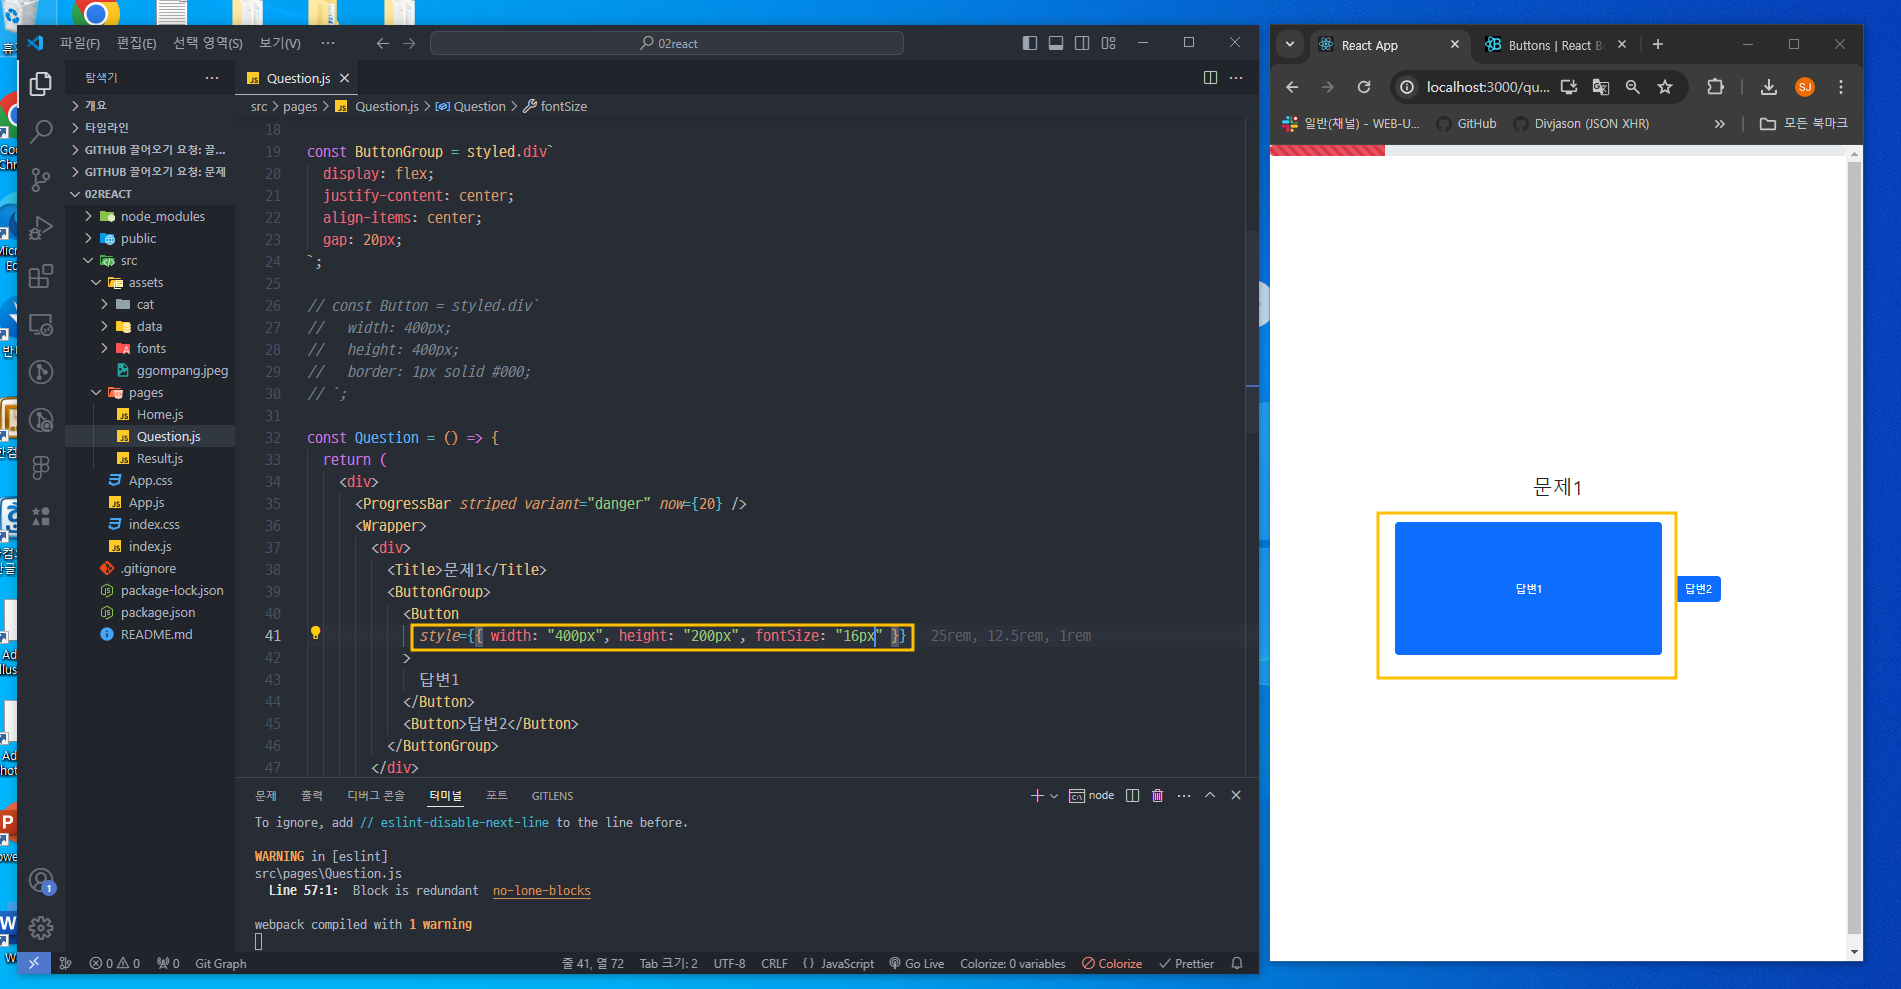 파일(F) 편집(E) 선택 영역(S) 보기(V) ··· 02react
탐색기 ···
개요
타임라인
GITHUB 끌어오기 요청: 끌...
GITHUB 끌어오기 요청: 문제
02REACT
node_modules
public
src
assets
cat
data
fonts
ggompang.jpeg
pages
Home.js
Question.js
Result.js
App.css
App.js
index.css
index.js
.gitignore
package-lock.json
package.json
README.md
JS Question.js
src > pages > JS Question.js > Question > fontSize
18
19 const ButtonGroup = styled.div`
20 display: flex;
21 justify-content: center;
22 align-items: center;
23 gap: 20px;
24 `;
25
26 // const Button = styled.div`
27 // width: 400px;
28 // height: 400px;
29 // border: 1px solid #000;
30 // `;
31
32 const Question = () => {
33 return (
34 <div>
35 <ProgressBar striped variant="danger" now={20} />
36 <Wrapper>
37 <div>
38 <Title>문제1</Title>
39 <ButtonGroup>
40 <Button
41 style={{ width: "400px", height: "200px", fontSize: "16px" }} 25rem, 12.5rem, 1rem
42 >
43 답변1
44 </Button>
45 <Button>답변2</Button>
46 </ButtonGroup>
47 </div>
문제 출력 디버그 콘솔 터미널 포트 GITLENS node
To ignore, add // eslint-disable-next-line to the line before.
WARNING in [eslint]
src\pages\Question.js
Line 57:1: Block is redundant no-lone-blocks
webpack compiled with 1 warning
0 0 0 Git Graph 줄 41, 열 72 Tab 크기: 2 UTF-8 CRLF {} JavaScript Go Live Colorize: 0 variables Colorize Prettier
React App Buttons | React B
localhost:3000/qu... SJ
일반(채널) - WEB-U... GitHub Divjason (JSON XHR) » 모든 북마크
문제1
답변1
답변2